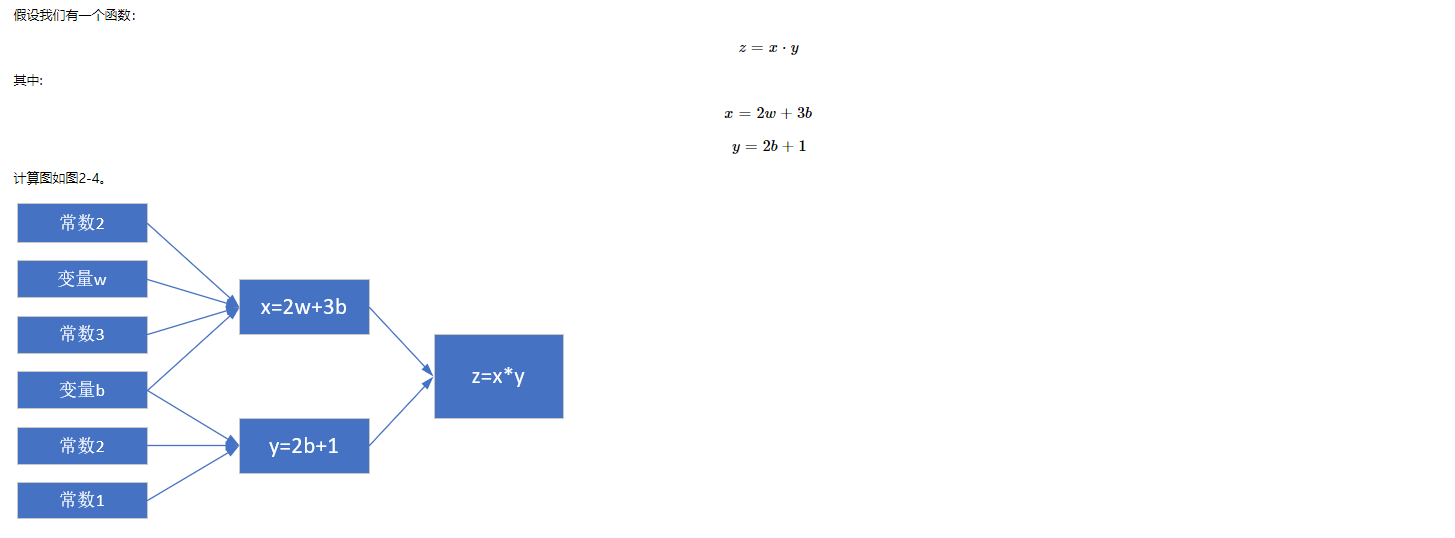 假设我们有一个函数：
z = x · y
其中:
x = 2w + 3b
y = 2b + 1
计算图如图2-4。
常数2
变量w
常数3
变量b
常数2
常数1
x=2w+3b
y=2b+1
z=x*y